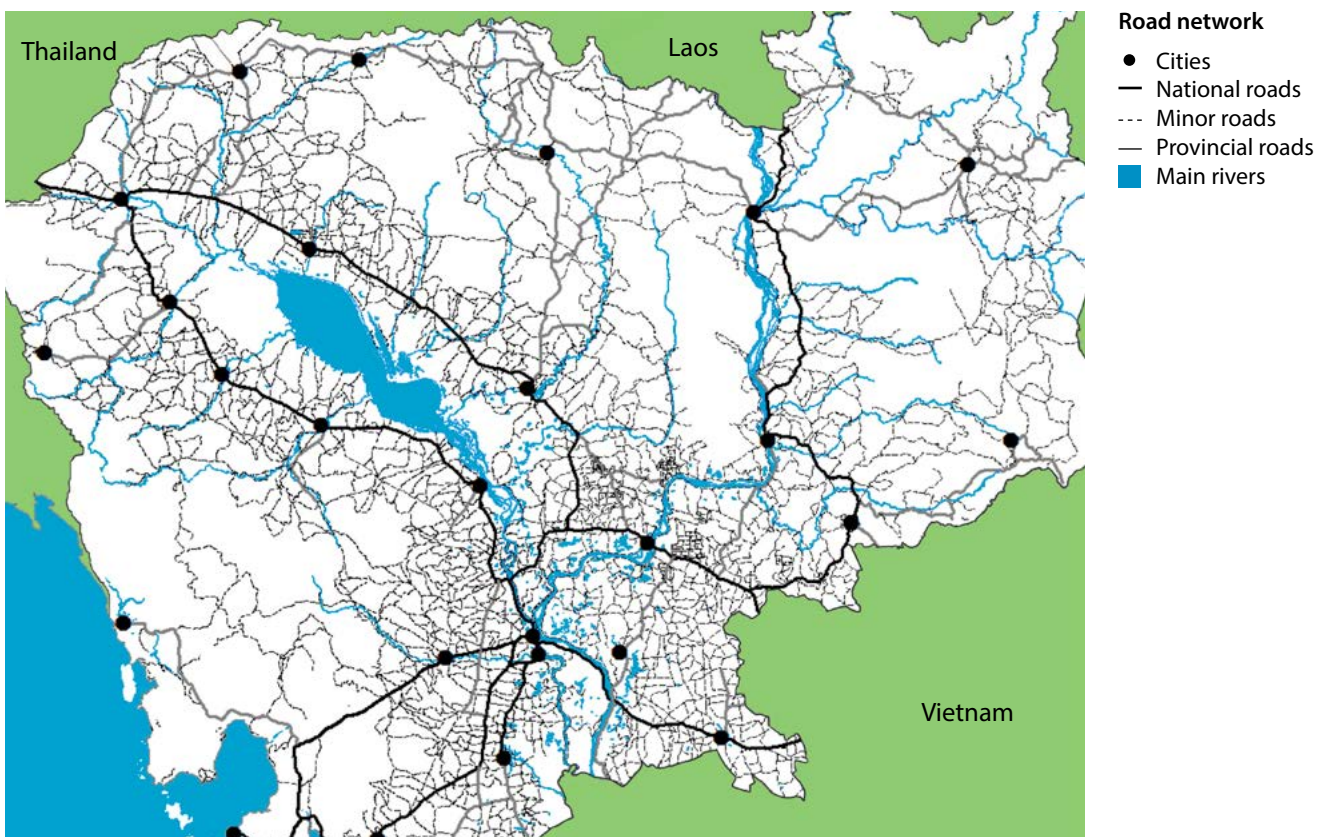 Thailand
Laos
Vietnam
Road network
Cities
National roads
Minor roads
Provincial roads
Main rivers